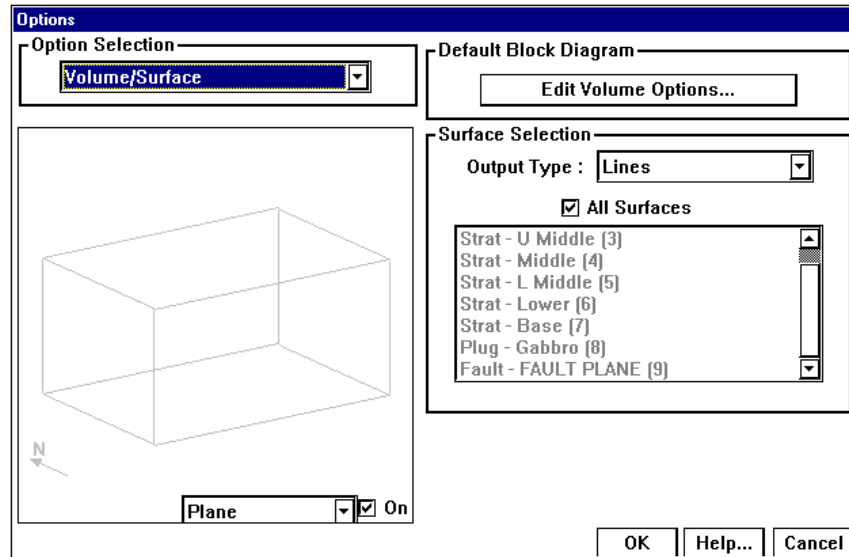 Options
Option Selection
Volume/Surface
Default Block Diagram
Edit Volume Options...
Surface Selection
Output Type : Lines
All Surfaces
Strat - U Middle (3)
Strat - Middle (4)
Strat - L Middle (5)
Strat - Lower (6)
Strat - Base (7)
Plug - Gabbro (8)
Fault - FAULT PLANE (9)
N
Plane On
OK Help... Cancel